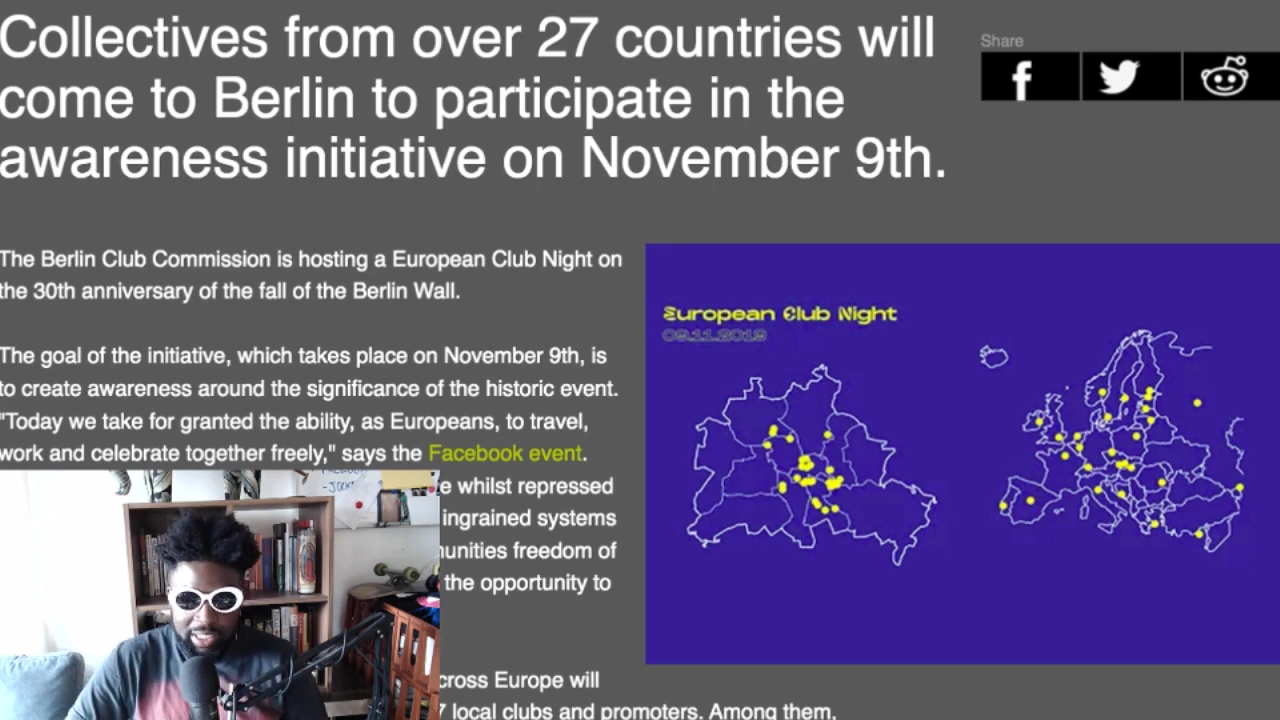 Collectives from over 27 countries will
come to Berlin to participate in the
awareness initiative on November 9th.
Share
The Berlin Club Commission is hosting a European Club Night on
the 30th anniversary of the fall of the Berlin Wall.
The goal of the initiative, which takes place on November 9th, is
to create awareness around the significance of the historic event.
"Today we take for granted the ability, as Europeans, to travel,
work and celebrate together freely," says the Facebook event.
whilst repressed
ingrained systems
freedom of
the opportunity to
Europe will
7 local clubs and promoters. Among them,
European Club Night
09.11.2019